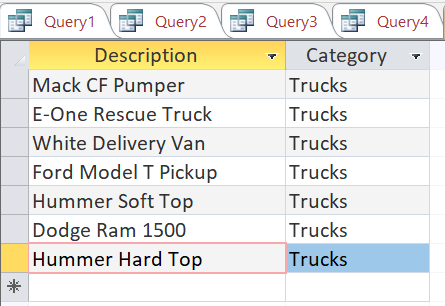 Query1 Query2 Query3 Query4
Description Category
Mack CF Pumper Trucks
E-One Rescue Truck Trucks
White Delivery Van Trucks
Ford Model T Pickup Trucks
Hummer Soft Top Trucks
Dodge Ram 1500 Trucks
Hummer Hard Top Trucks